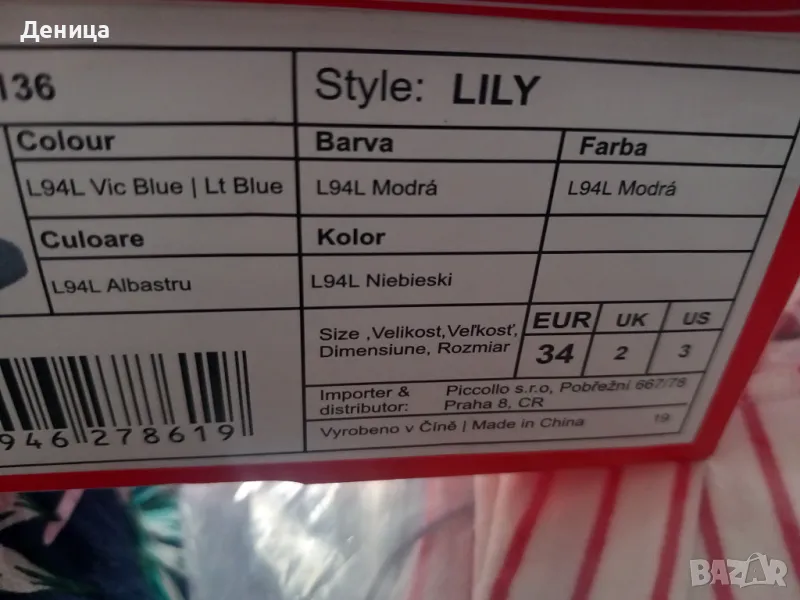 Деница
136
Style: LILY
Colour
Barva
Farba
L94L Vic Blue | Lt Blue
L94L Modrá
L94L Modrá
Culoare
Kolor
L94L Albastru
L94L Niebieski
Size ,Velikost,Veľkosť,
Dimensiune, Rozmiar
EUR UK US
34 2 3
Importer &
distributor:
Piccollo s.r.o, Pobřežní 667/78
Praha 8, CR
Vyrobeno v Číně | Made in China
19
946 278619
BAZAR